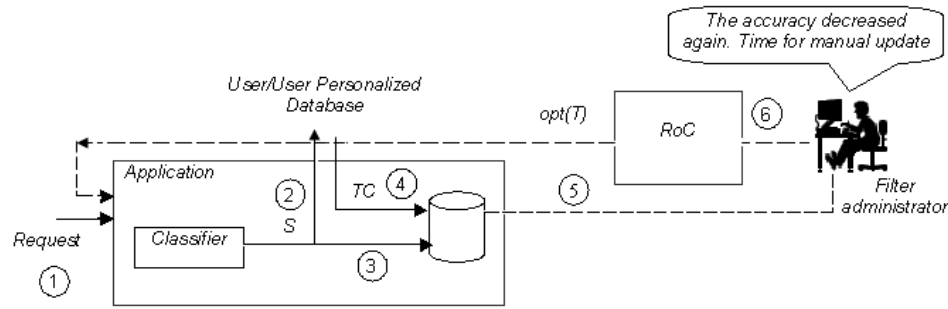 The accuracy decreased
again. Time for manual update
User/User Personalized
Database
opt(T)
RoC
6
Application
2
TC
4
5
S
Filter
administrator
Request
Classifier
3
1